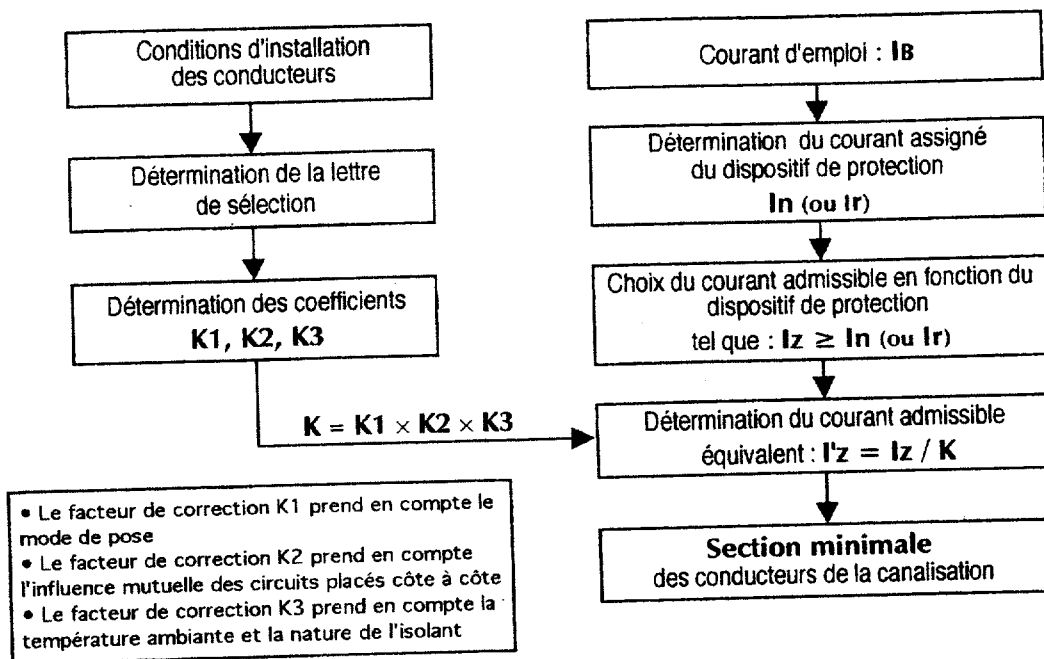 Conditions d'installation
des conducteurs
Détermination de la lettre
de sélection
Détermination des coefficients
K1, K2, K3
K = K1 × K2 × K3
• Le facteur de correction K1 prend en compte le
mode de pose
• Le facteur de correction K2 prend en compte
l'influence mutuelle des circuits placés côte à côte
• Le facteur de correction K3 prend en compte la
température ambiante et la nature de l'isolant
Courant d'emploi : IB
Détermination du courant assigné
du dispositif de protection
In (ou Ir)
Choix du courant admissible en fonction du
dispositif de protection
tel que : Iz ≥ In (ou Ir)
Détermination du courant admissible
équivalent : I'z = Iz / K
Section minimale
des conducteurs de la canalisation